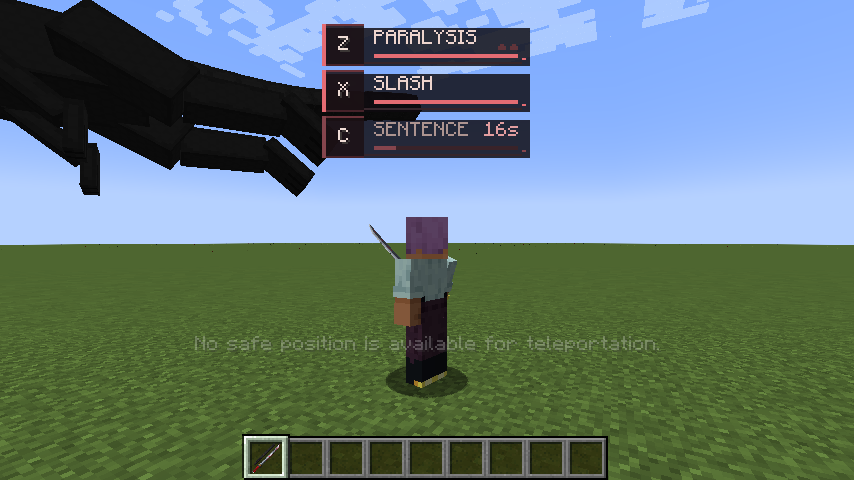 Z PARALYSIS
X SLASH
C SENTENCE 16s
No safe position is available for teleportation.